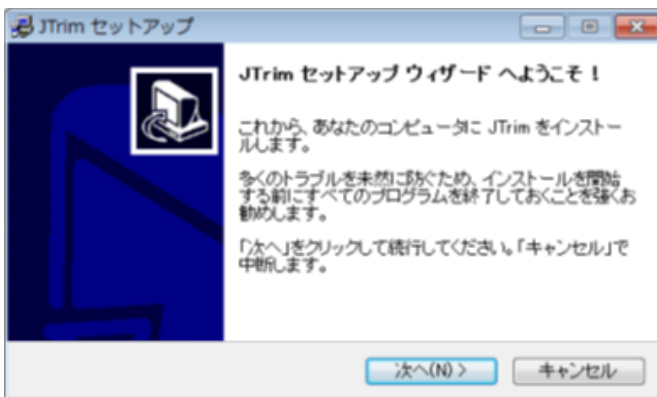 JTrim セットアップ
JTrim セットアップ ウィザード へようこそ！
これから、あなたのコンピュータに JTrim をインストー
ルします。
多くのトラブルを未然に防ぐため、インストールを開始
する前にすべてのプログラムを終了しておくことを強くお
勧めします。
「次へ」をクリックして続行してください。「キャンセル」で
中断します。
次へ(N) >
キャンセル